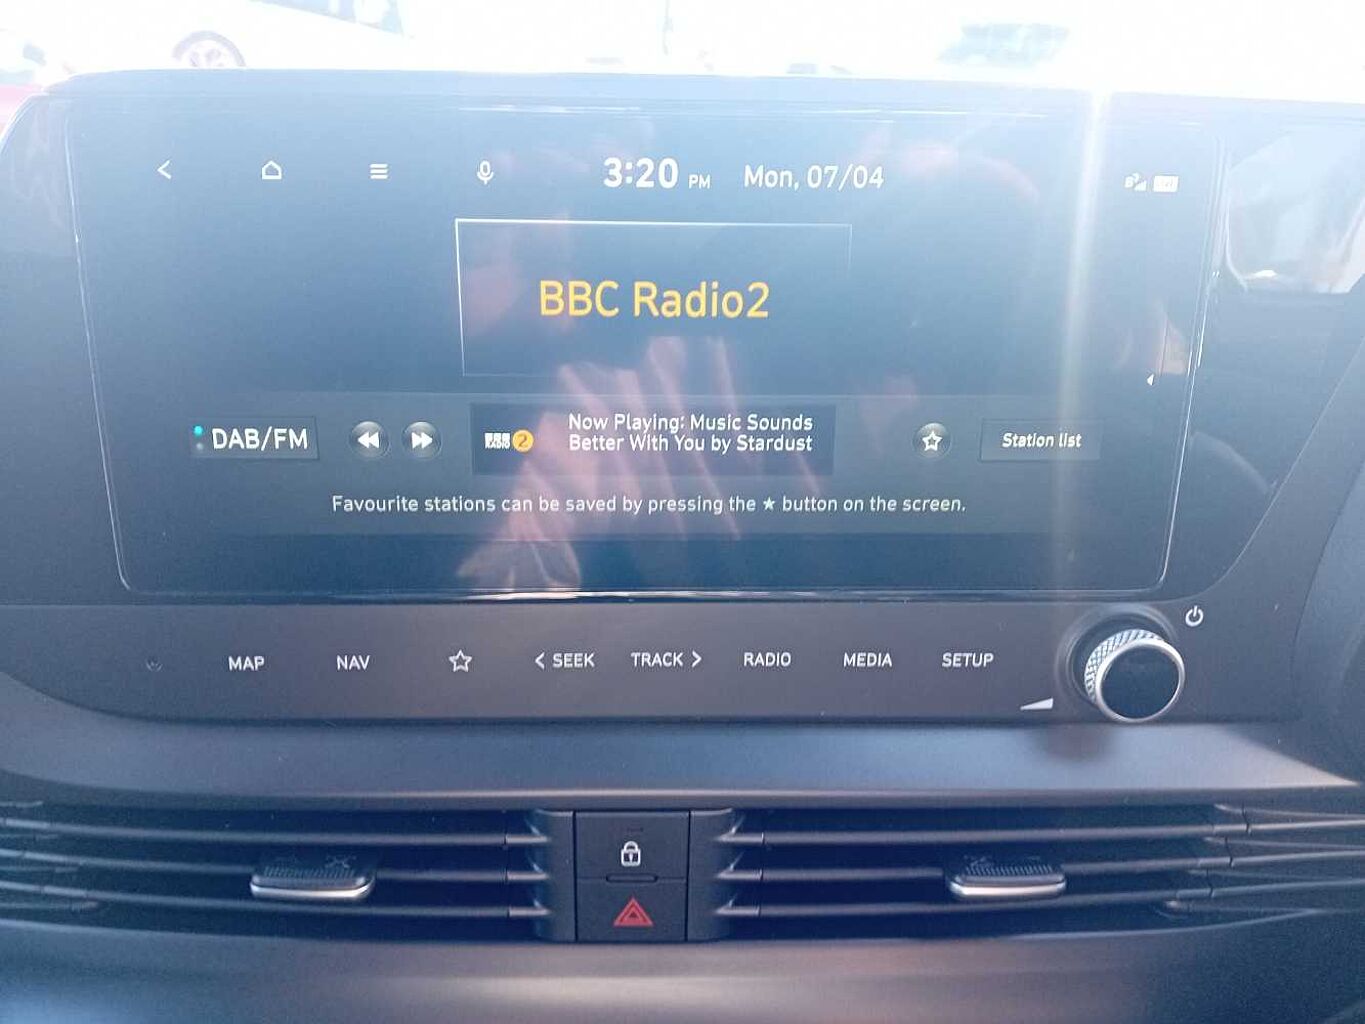 3:20 PM Mon, 07/04
BBC Radio2
DAB/FM
2
Now Playing: Music Sounds
Better With You by Stardust
Station list
Favourite stations can be saved by pressing the ★ button on the screen.
MAP NAV ☆ < SEEK TRACK > RADIO MEDIA SETUP